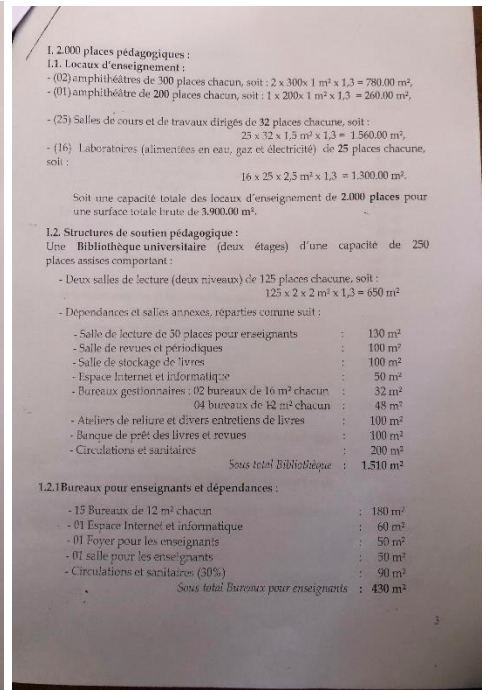 I. 2.000 places pédagogiques :
I.1. Locaux d'enseignement :
- (02) amphithéâtres de 300 places chacun, soit : 2 x 300x 1 m² x 1,3 = 780.00 m²,
- (01) amphithéâtre de 200 places chacun, soit : 1 x 200x 1 m² x 1,3 = 260.00 m²,
- (25) Salles de cours et de travaux dirigés de 32 places chacune, soit :
25 x 32 x 1,5 m² x 1,3 = 1.560.00 m²,
- (16) Laboratoires (alimentées en eau, gaz et électricité) de 25 places chacune,
soit :
16 x 25 x 2,5 m² x 1,3 = 1.300.00 m².
Soit une capacité totale des locaux d'enseignement de 2.000 places pour
une surface totale brute de 3.900.00 m².
I.2. Structures de soutien pédagogique :
Une Bibliothèque universitaire (deux étages) d'une capacité de 250
places assises comportant :
- Deux salles de lecture (deux niveaux) de 125 places chacune, soit :
125 x 2 x 2 m² x 1,3 = 650 m²
- Dépendances et salles annexes, réparties comme suit :
- Salle de lecture de 50 places pour enseignants : 130 m²
- Salle de revues et périodiques : 100 m²
- Salle de stockage de livres : 100 m²
- Espace Internet et informatique : 50 m²
- Bureaux gestionnaires : 02 bureaux de 16 m² chacun : 32 m²
04 bureaux de 12 m² chacun : 48 m²
- Ateliers de reliure et divers entretiens de livres : 100 m²
- Banque de prêt des livres et revues : 100 m²
- Circulations et sanitaires : 200 m²
Sous total Bibliothèque : 1.510 m²
1.2.1 Bureaux pour enseignants et dépendances :
- 15 Bureaux de 12 m² chacun : 180 m²
- 01 Espace Internet et informatique : 60 m²
- 01 Foyer pour les enseignants : 50 m²
- 01 salle pour les enseignants : 50 m²
- Circulations et sanitaires (30%) : 90 m²
Sous total Bureaux pour enseignants : 430 m²
3